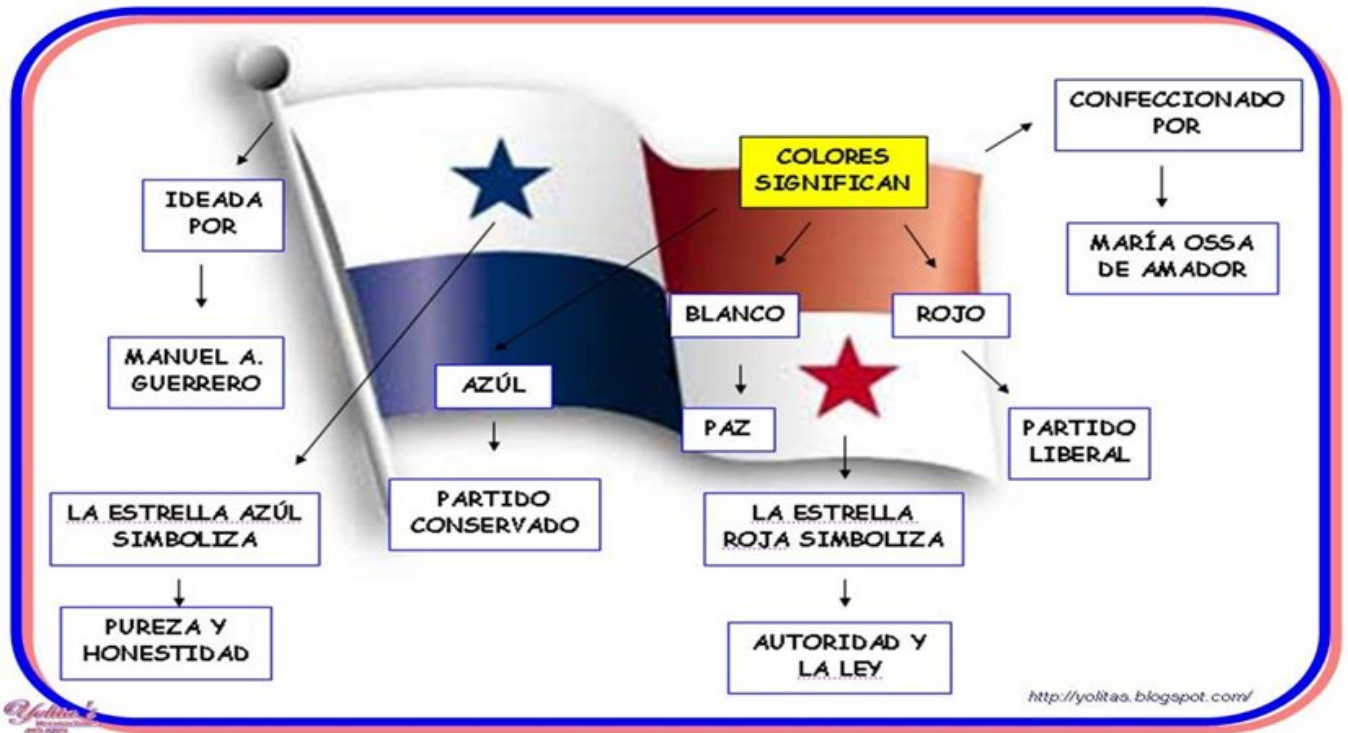 CONFECCIONADO
POR
COLORES
SIGNIFICAN
IDEADA
POR
MARÍA OSSA
DE AMADOR
BLANCO
ROJO
MANUEL A.
GUERRERO
AZÚL
PAZ
PARTIDO
LIBERAL
LA ESTRELLA AZÚL
SIMBOLIZA
PARTIDO
CONSERVADO
LA ESTRELLA
ROJA SIMBOLIZA
PUREZA Y
HONESTIDAD
AUTORIDAD Y
LA LEY
http://yolitas.blogspot.com/
Yolitas's